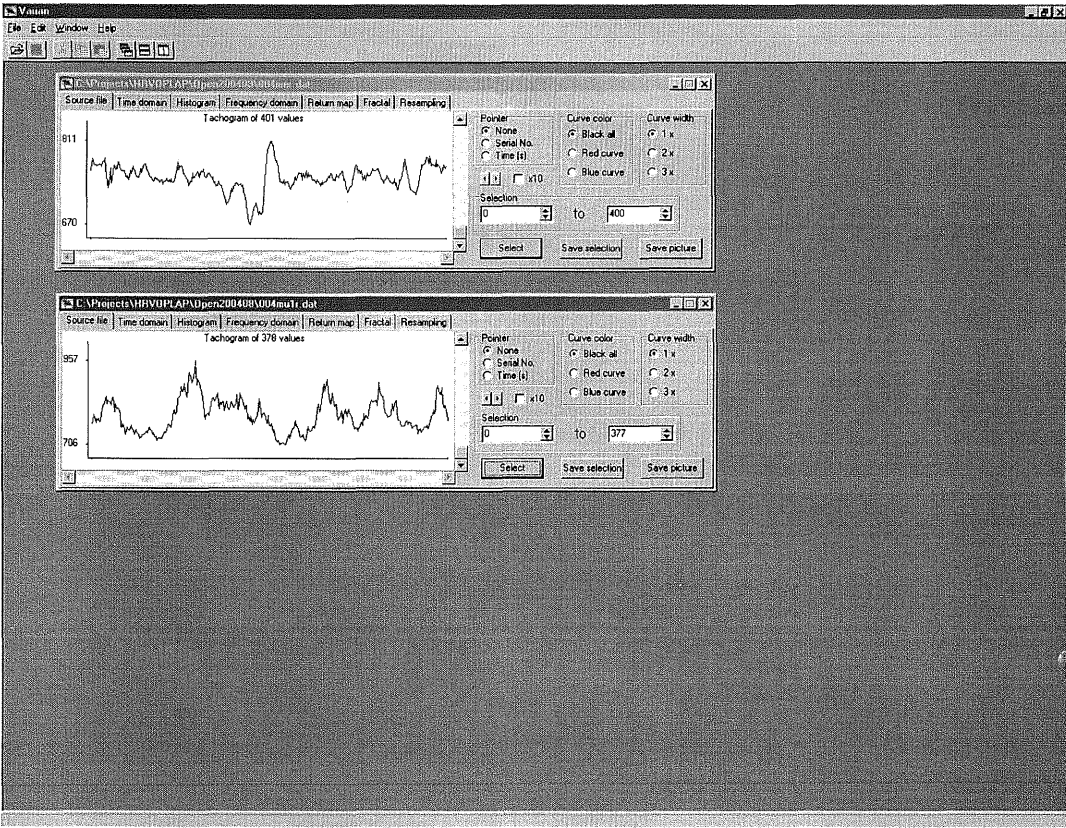 Varian
File Edit Window Help
Source file Time domain Histogram Frequency domain Return map Fractal Resampling
Tachogram of 401 values
811
670
Pointer
None
Serial No.
Time (s)
x10
Curve color
Black all
Red curve
Blue curve
Curve width
1 x
2 x
3 x
Selection
0 to 400
Select Save selection Save picture
C:\Projects\HRVOPLAP\Open200408\004mu1r.dat
Source file Time domain Histogram Frequency domain Return map Fractal Resampling
Tachogram of 378 values
957
706
Pointer
None
Serial No.
Time (s)
x10
Curve color
Black all
Red curve
Blue curve
Curve width
1 x
2 x
3 x
Selection
0 to 377
Select Save selection Save picture